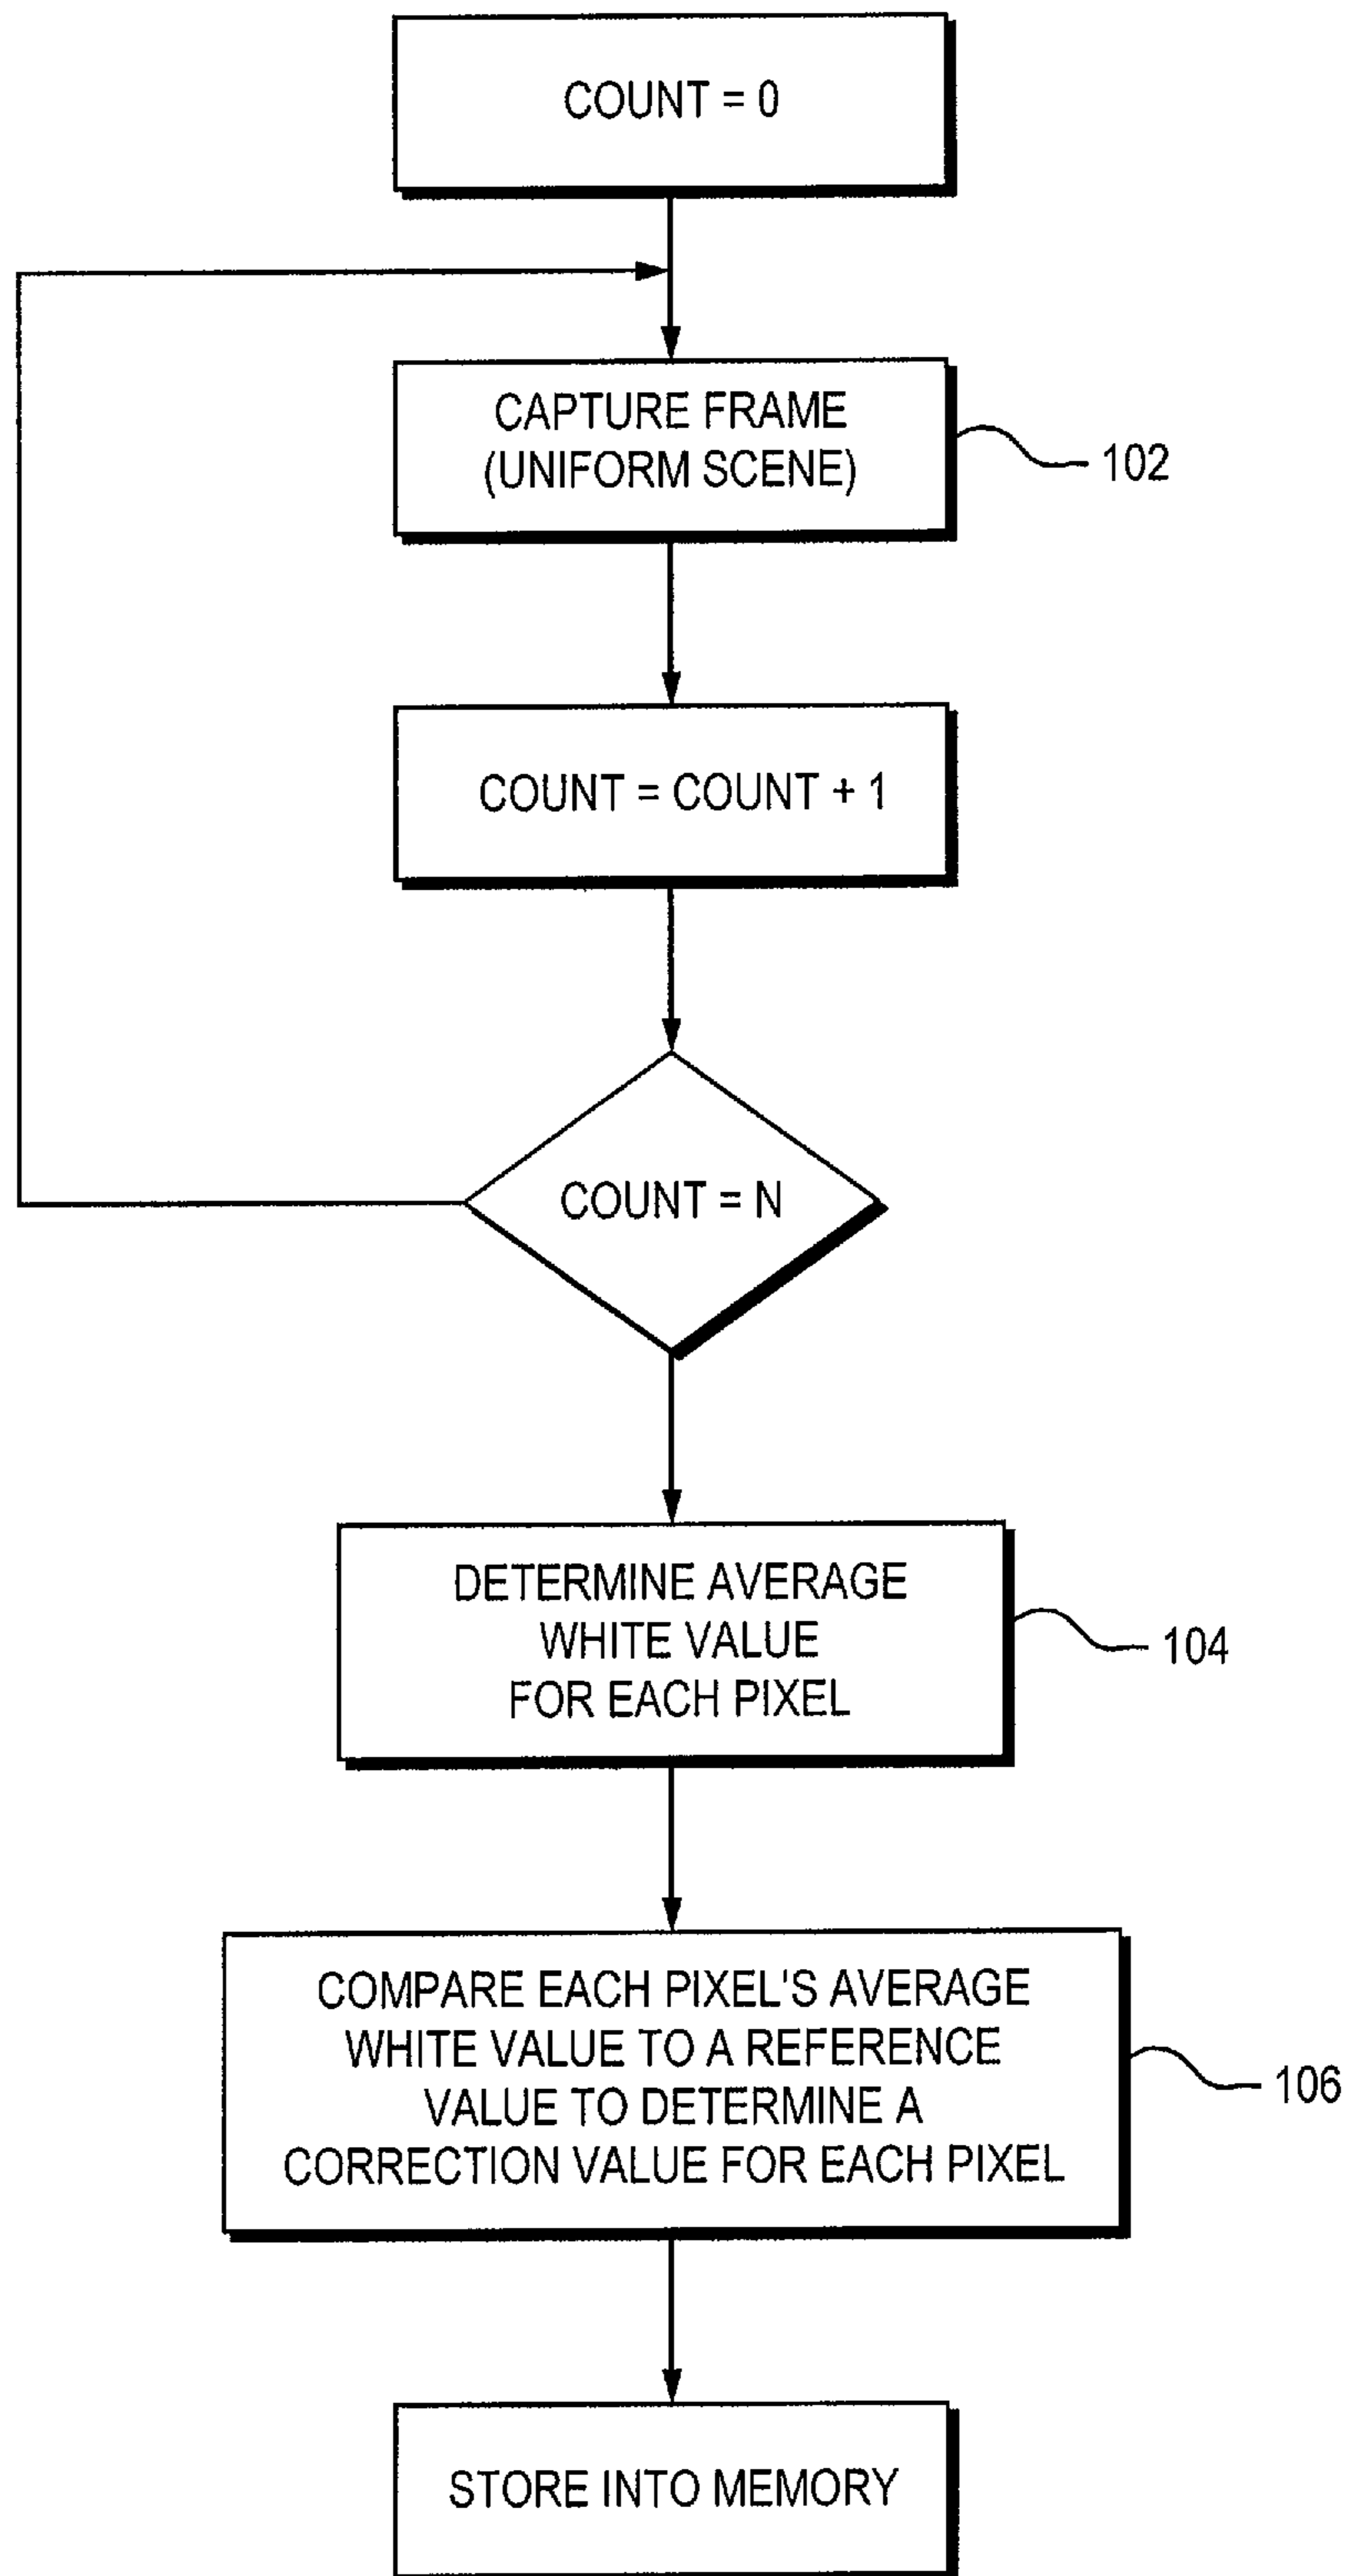 COUNT = 0
CAPTURE FRAME
(UNIFORM SCENE)
102
COUNT = COUNT + 1
COUNT = N
DETERMINE AVERAGE
WHITE VALUE
FOR EACH PIXEL
104
COMPARE EACH PIXEL'S AVERAGE
WHITE VALUE TO A REFERENCE
VALUE TO DETERMINE A
CORRECTION VALUE FOR EACH PIXEL
106
STORE INTO MEMORY